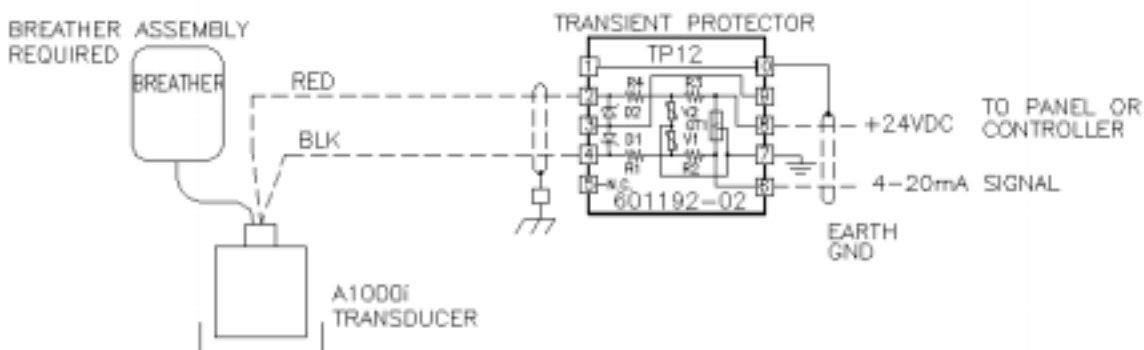 BREATHER ASSEMBLY
REQUIRED
BREATHER
RED
BLK
A1000i
TRANSDUCER
TRANSIENT PROTECTOR
TP12
1
2
3
4
5
10
9
8
7
6
R4
R3
D2
V2
D1
V1
R1
R2
N.C.
601192-02
+24VDC
TO PANEL OR
CONTROLLER
4-20mA SIGNAL
EARTH
GND